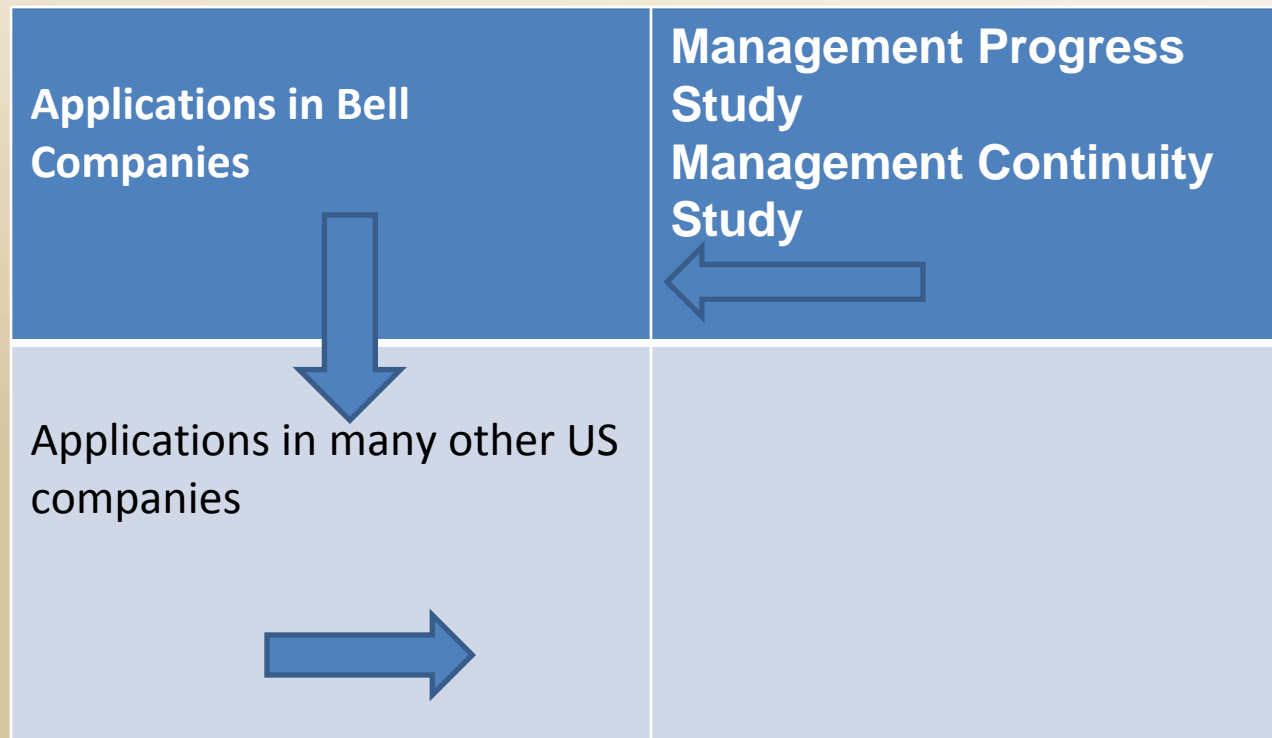 Applications in Bell
Companies
Management Progress
Study
Management Continuity
Study
Applications in many other US
companies